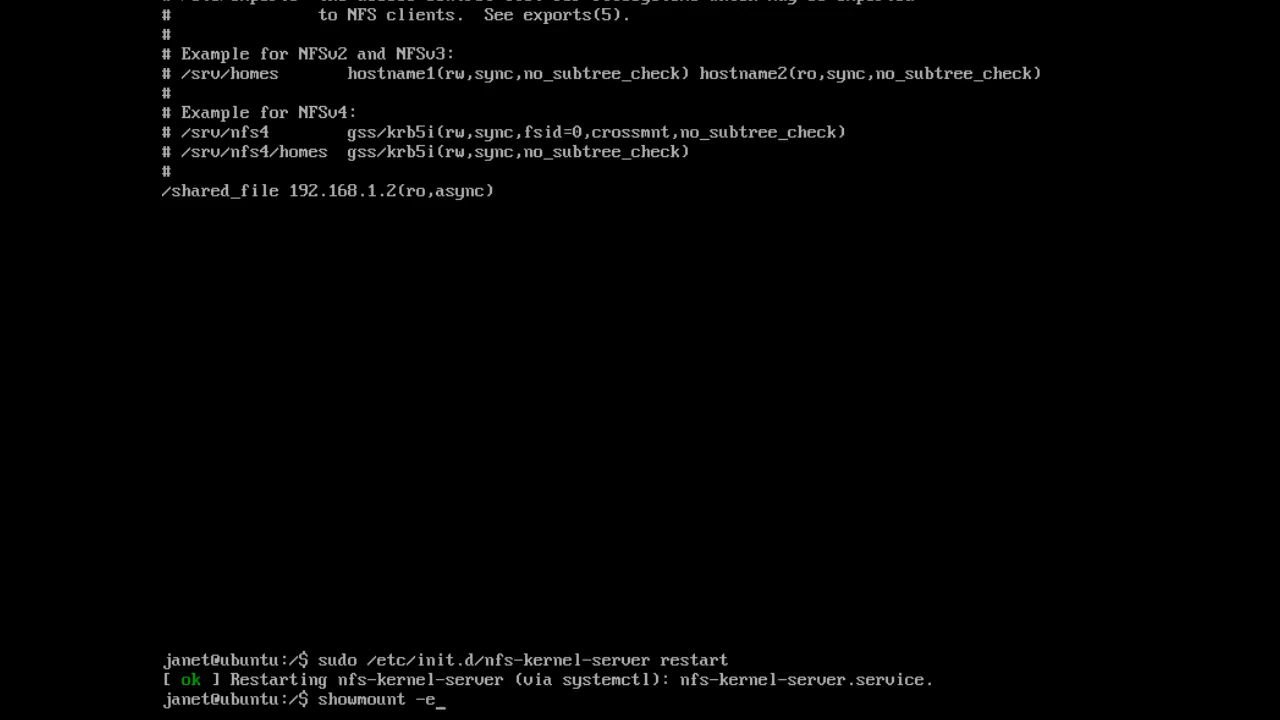 # to NFS clients. See exports(5).
#
# Example for NFSv2 and NFSv3:
# /srv/homes hostname1(rw,sync,no_subtree_check) hostname2(ro,sync,no_subtree_check)
#
# Example for NFSv4:
# /srv/nfs4 gss/krb5i(rw,sync,fsid=0,crossmnt,no_subtree_check)
# /srv/nfs4/homes gss/krb5i(rw,sync,no_subtree_check)
#
/shared_file 192.168.1.2(ro,async)
janet@ubuntu:/$ sudo /etc/init.d/nfs-kernel-server restart
[ ok ] Restarting nfs-kernel-server (via systemctl): nfs-kernel-server.service.
janet@ubuntu:/$ showmount -e_